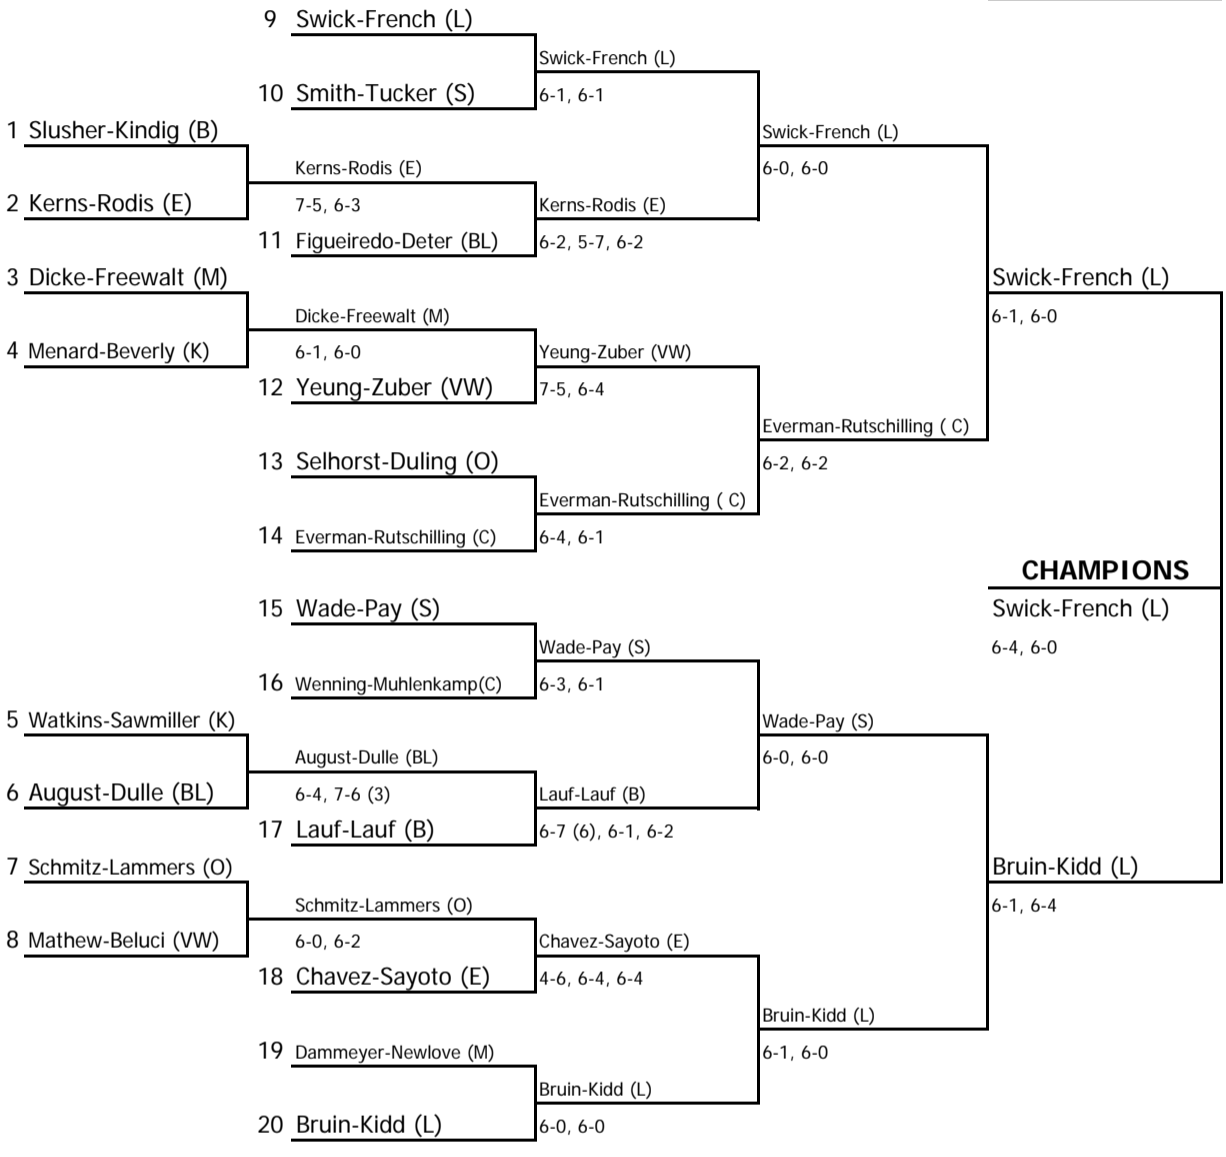 9 Swick-French (L)
Swick-French (L)
10 Smith-Tucker (S)
6-1, 6-1
1 Slusher-Kindig (B)
Swick-French (L)
Kerns-Rodis (E)
6-0, 6-0
2 Kerns-Rodis (E)
7-5, 6-3
Kerns-Rodis (E)
11 Figueiredo-Deter (BL)
6-2, 5-7, 6-2
3 Dicke-Freewalt (M)
Swick-French (L)
Dicke-Freewalt (M)
6-1, 6-0
4 Menard-Beverly (K)
6-1, 6-0
Yeung-Zuber (VW)
12 Yeung-Zuber (VW)
7-5, 6-4
Everman-Rutschilling ( C)
13 Selhorst-Duling (O)
6-2, 6-2
Everman-Rutschilling ( C)
14 Everman-Rutschilling (C)
6-4, 6-1
CHAMPIONS
15 Wade-Pay (S)
Swick-French (L)
Wade-Pay (S)
6-4, 6-0
16 Wenning-Muhlenkamp(C)
6-3, 6-1
5 Watkins-Sawmiller (K)
Wade-Pay (S)
August-Dulle (BL)
6-0, 6-0
6 August-Dulle (BL)
6-4, 7-6 (3)
Lauf-Lauf (B)
17 Lauf-Lauf (B)
6-7 (6), 6-1, 6-2
7 Schmitz-Lammers (O)
Bruin-Kidd (L)
Schmitz-Lammers (O)
6-1, 6-4
8 Mathew-Beluci (VW)
6-0, 6-2
Chavez-Sayoto (E)
18 Chavez-Sayoto (E)
4-6, 6-4, 6-4
Bruin-Kidd (L)
19 Dammeyer-Newlove (M)
6-1, 6-0
Bruin-Kidd (L)
20 Bruin-Kidd (L)
6-0, 6-0